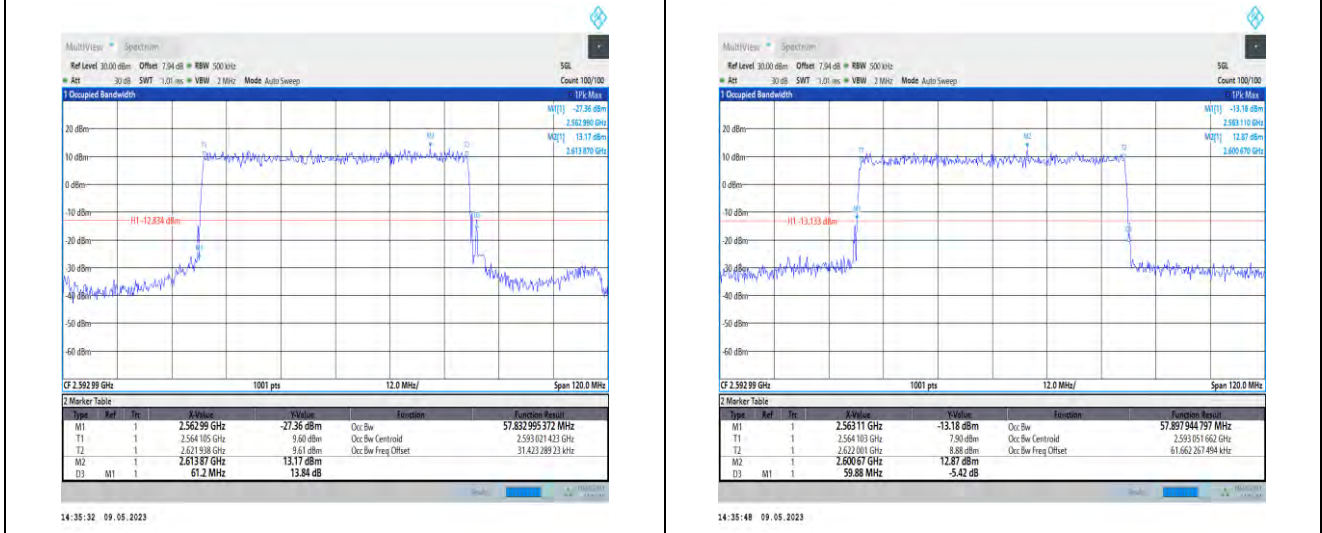 MultiView Spectrum
Ref Level 30.00 dBm Offset 7.94 dB RBW 500 kHz SGL
Att 30 dB SWT 1.01 ms VBW 2 MHz Mode Auto Sweep Count 100/100
1 Occupied Bandwidth 1Pk Max
M1[1] -27.36 dBm
2.562 990 GHz
20 dBm
M2[1] 13.17 dBm
2.613 870 GHz
T1
10 dBm
0 dBm
-10 dBm
H1 -12.834 dBm
-20 dBm
-30 dBm
-40 dBm
-50 dBm
-60 dBm
CF 2.592 99 GHz 1001 pts 12.0 MHz/ Span 120.0 MHz
2 Marker Table
Type Ref Trc X-Value Y-Value Function Function Result
M1 1 2.562 99 GHz -27.36 dBm Occ Bw 57.832 995 372 MHz
T1 1 2.564 105 GHz 9.60 dBm Occ Bw Centroid 2.593 021 423 GHz
T2 1 2.621 938 GHz 9.61 dBm Occ Bw Freq Offset 31.423 289 23 kHz
M2 1 2.613 87 GHz 13.17 dBm
D3 M1 1 61.2 MHz 13.84 dB
14:35:32 09.05.2023
MultiView Spectrum
Ref Level 30.00 dBm Offset 7.94 dB RBW 500 kHz SGL
Att 30 dB SWT 1.01 ms VBW 2 MHz Mode Auto Sweep Count 100/100
1 Occupied Bandwidth 1Pk Max
M1[1] -13.18 dBm
2.563 110 GHz
20 dBm
M2
M2[1] 12.87 dBm
2.600 670 GHz
10 dBm
0 dBm
-10 dBm
H1 -13.133 dBm
-20 dBm
-30 dBm
-40 dBm
-50 dBm
-60 dBm
CF 2.592 99 GHz 1001 pts 12.0 MHz/ Span 120.0 MHz
2 Marker Table
Type Ref Trc X-Value Y-Value Function Function Result
M1 1 2.563 11 GHz -13.18 dBm Occ Bw 57.897 944 797 MHz
T1 1 2.564 103 GHz 7.90 dBm Occ Bw Centroid 2.593 051 662 GHz
T2 1 2.622 001 GHz 8.88 dBm Occ Bw Freq Offset 61.662 267 494 kHz
M2 1 2.600 67 GHz 12.87 dBm
D3 M1 1 59.88 MHz -5.42 dB
14:35:48 09.05.2023